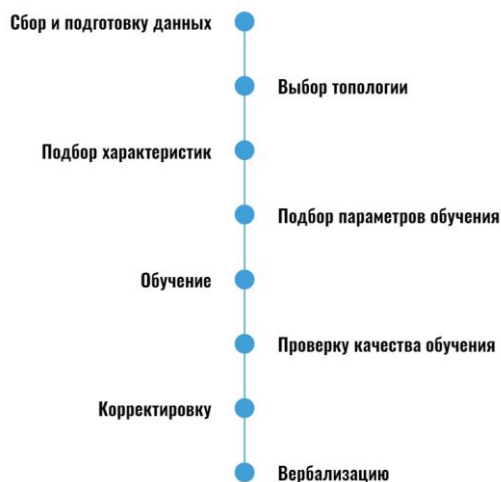 Сбор и подготовку данных
Выбор топологии
Подбор характеристик
Подбор параметров обучения
Обучение
Проверку качества обучения
Корректировку
Вербализацию